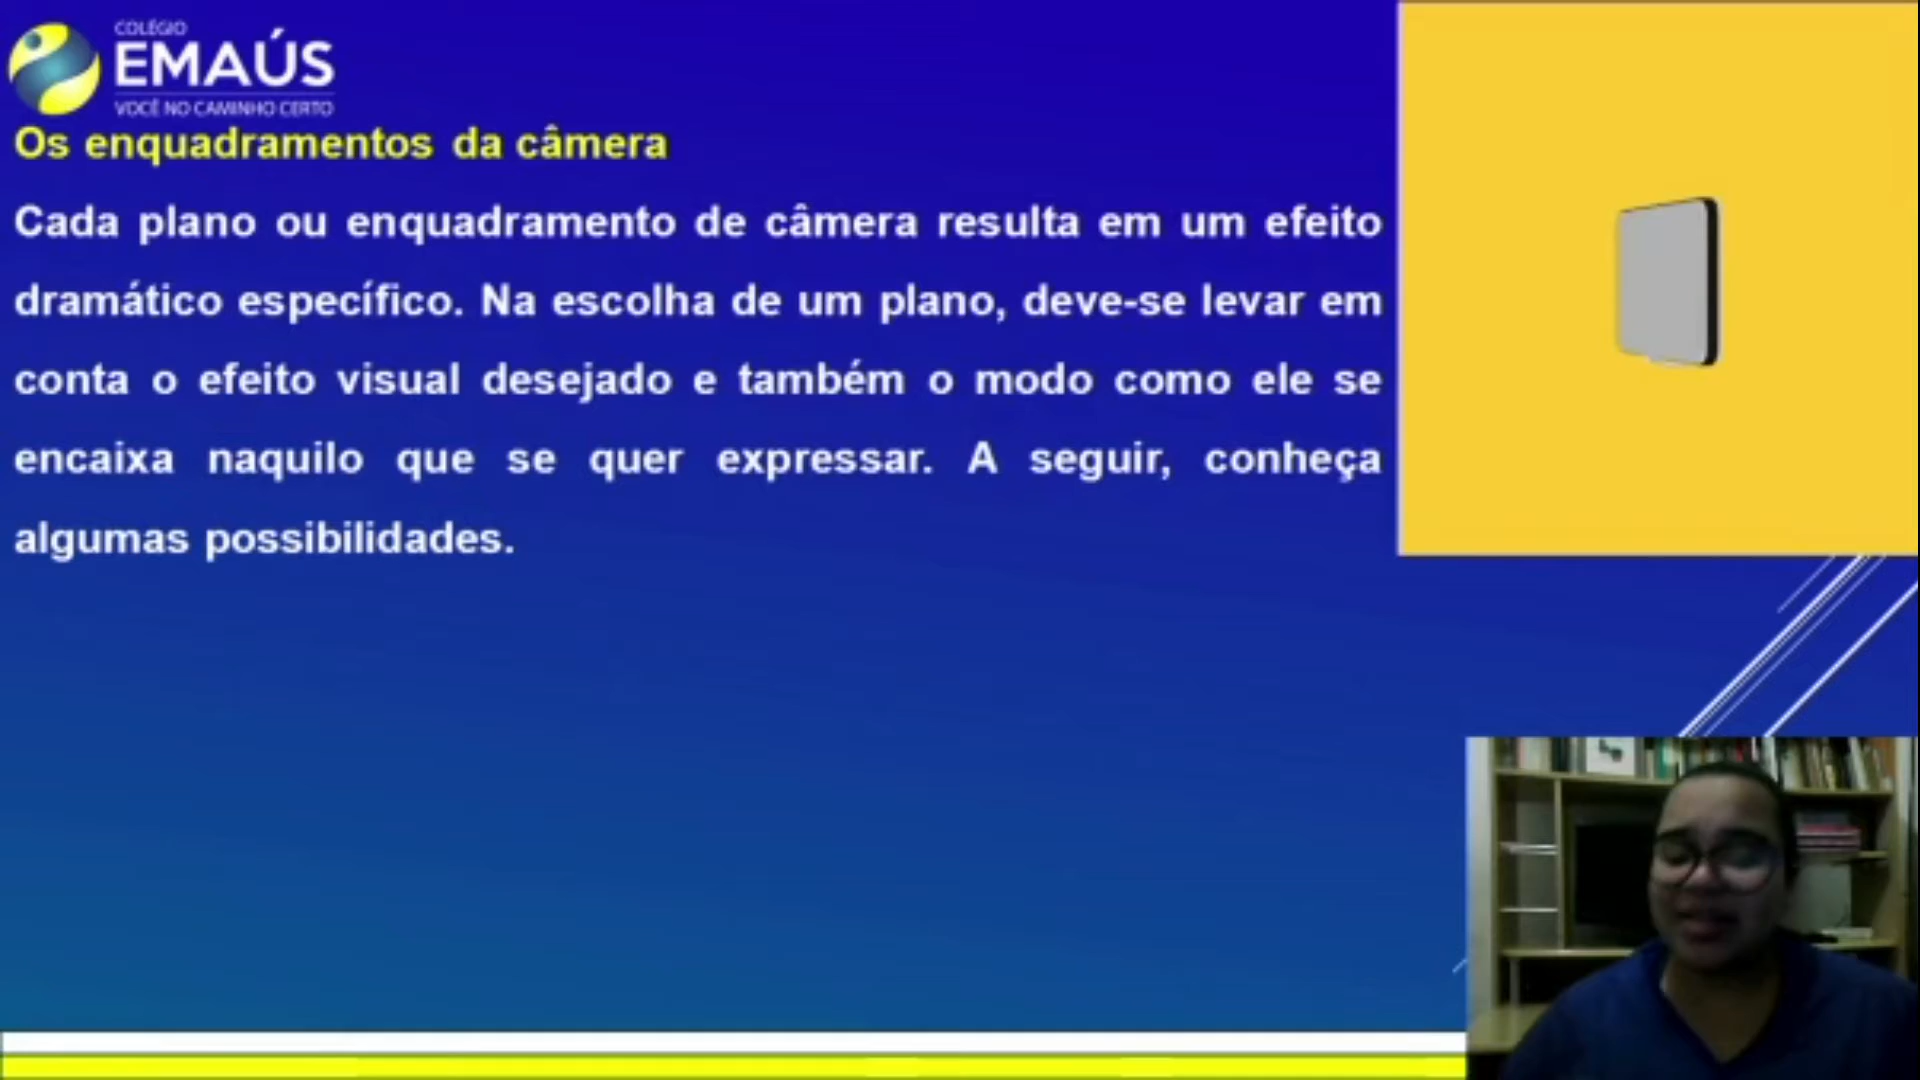 COLÉGIO
EMAÚS
VOCÊ NO CAMINHO CERTO
Os enquadramentos da câmera
Cada plano ou enquadramento de câmera resulta em um efeito
dramático específico. Na escolha de um plano, deve-se levar em
conta o efeito visual desejado e também o modo como ele se
encaixa naquilo que se quer expressar. A seguir, conheça
algumas possibilidades.